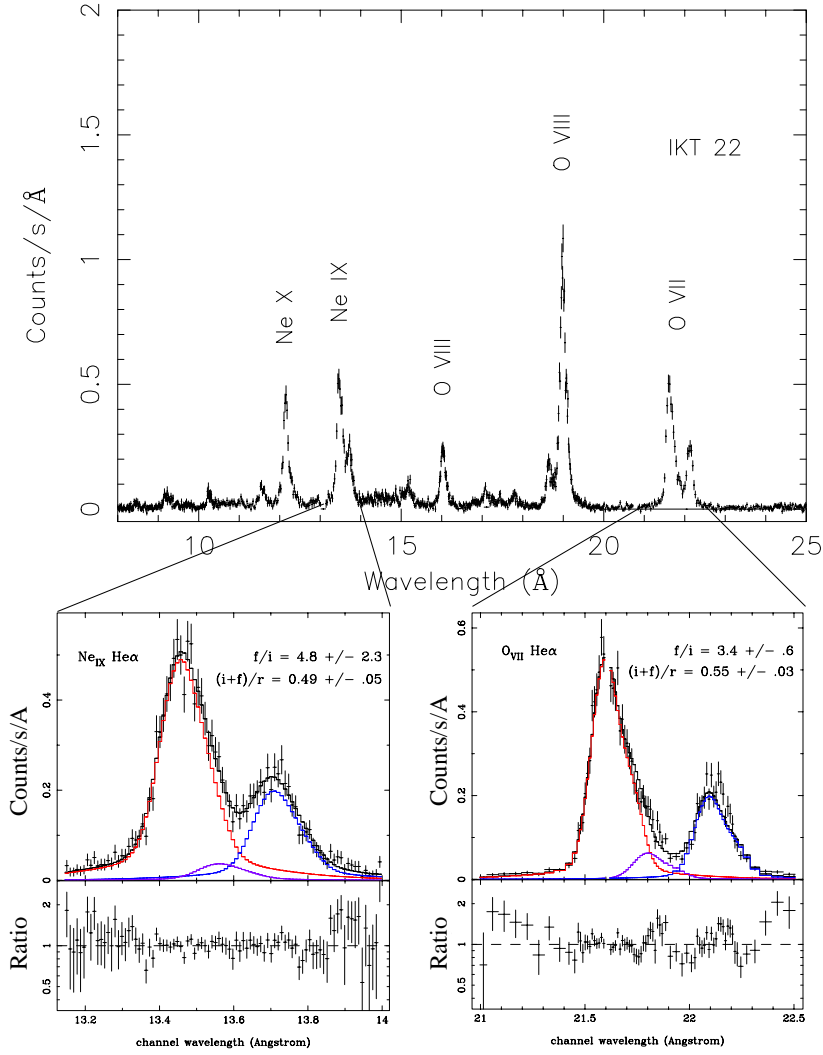 2
1.5
1
0.5
0
Counts/s/Å
Ne X
Ne IX
O VIII
O VIII
O VII
IKT 22
10
15
20
25
Wavelength (Å)
Ne IX Heα
f/i = 4.8 +/− 2.3
(i+f)/r = 0.49 +/− .05
Counts/s/A
0.4
0.2
0
Ratio
2
1
0.5
13.2
13.4
13.6
13.8
14
channel wavelength (Angstrom)
O VII Heα
f/i = 3.4 +/− .6
(i+f)/r = 0.55 +/− .03
Counts/s/A
0.6
0.4
0.2
0
Ratio
2
1
0.5
21
21.5
22
22.5
channel wavelength (Angstrom)